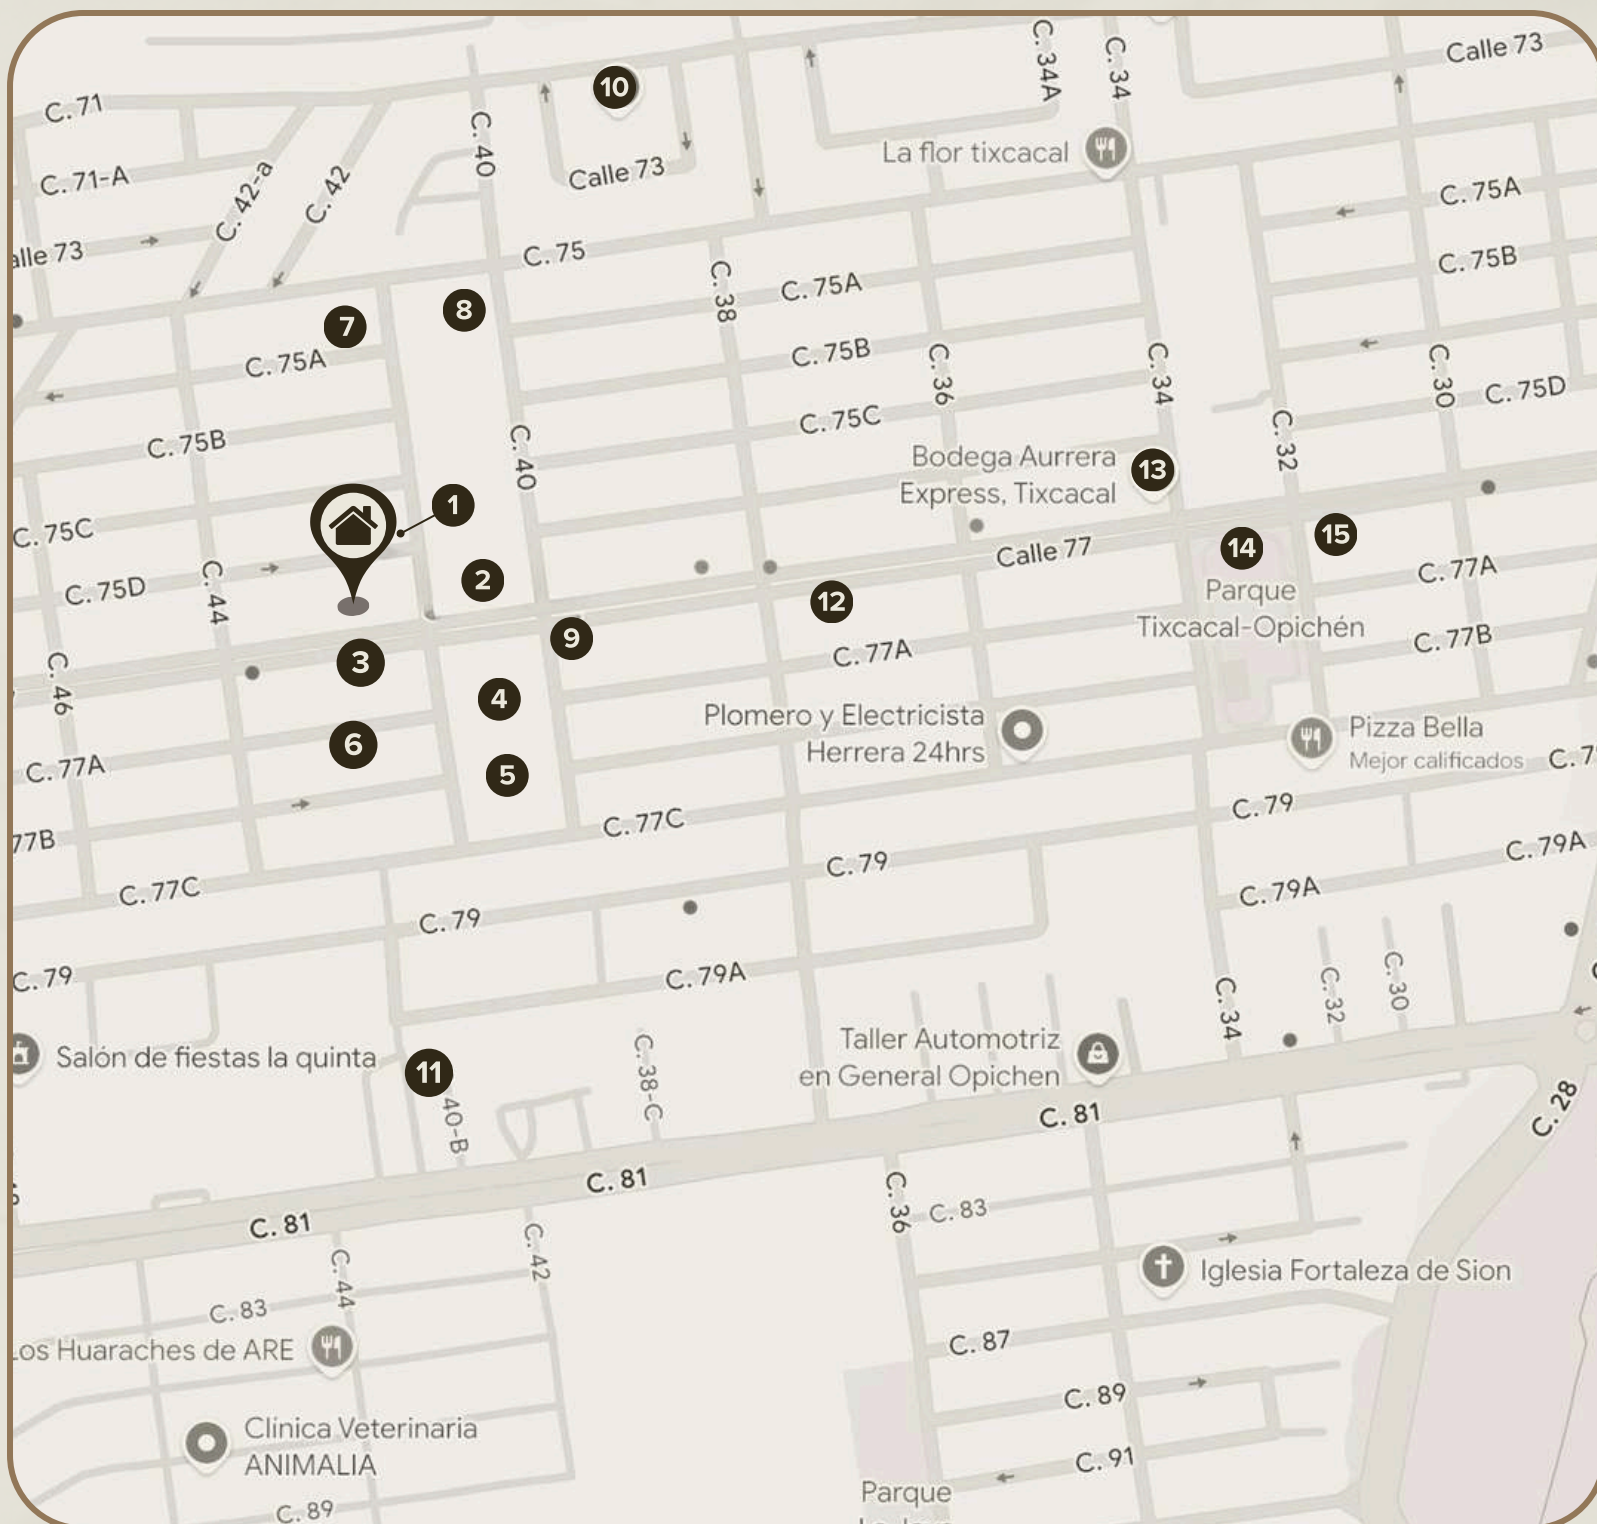 C. 34A
C. 34
Calle 73
C. 71
10
C. 40
La flor tixcacal
C. 71-A
C. 42-a
C. 42
Calle 73
C. 75A
alle 73
C. 75
C. 75B
C. 38
C. 75A
8
7
C. 75A
C. 75B
C. 36
C. 34
C. 30
C. 75D
C. 75B
C. 40
C. 75C
C. 32
Bodega Aurrera
Express, Tixcacal
13
1
C. 75C
Calle 77
14
15
C. 75D
C. 44
2
12
Parque
Tixcacal-Opichén
C. 77A
C. 46
3
9
C. 77A
C. 77B
4
Plomero y Electricista
Herrera 24hrs
Pizza Bella
Mejor calificados
C. 7
6
C. 77A
5
C. 77C
C. 79
77B
C. 79
C. 79A
C. 77C
C. 79
C. 79A
C. 79
C. 79A
C. 34
C. 32
C. 30
Salón de fiestas la quinta
11
40-B
C. 38-C
Taller Automotriz
en General Opichen
C. 81
C. 28
C. 81
C. 81
C. 36
C. 83
C. 44
C. 42
Iglesia Fortaleza de Sion
C. 83
Los Huaraches de ARE
C. 87
C. 89
Clínica Veterinaria
ANIMALIA
C. 91
C. 89
Parque